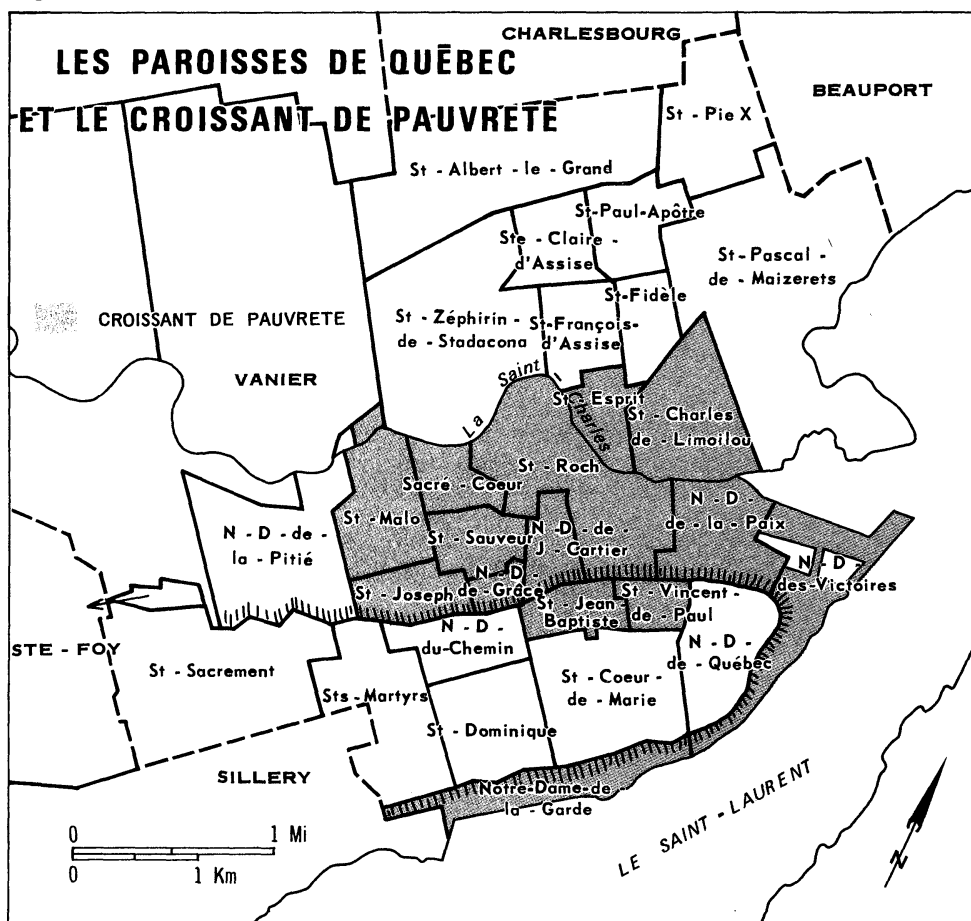 LES PAROISSES DE QUÉBEC
ET LE CROISSANT DE PAUVRETÉ
CHARLESBOURG
BEAUPORT
St - Pie X
St - Albert - le - Grand
St-Paul-Apôtre
Ste - Claire -
d'Assise
St-Pascal -
de - Maizerets
St-Fidèle
CROISSANT DE PAUVRETE
St - Zéphirin -
de - Stadacona
St-François-
d'Assise
VANIER
La Saint - Charles
St - Esprit
St - Charles
de - Limoilou
St - Roch
Sacre - Coeur
St - Malo
N - D -
de - la - Paix
N - D - de -
la - Pitié
St - Sauveur
N - D - de -
J - Cartier
N - D -
des-Victoires
N - D -
de - Grâce
St - Joseph
St - Jean
Baptiste
St - Vincent -
de - Paul
N - D -
du-Chemin
N - D -
de - Québec
STE - FOY
St - Sacrement
Sts - Martyrs
St - Coeur -
de - Marie
St - Dominique
SILLERY
Notre-Dame-de-
la - Garde
LE SAINT - LAURENT
0 1 Mi
0 1 Km
N